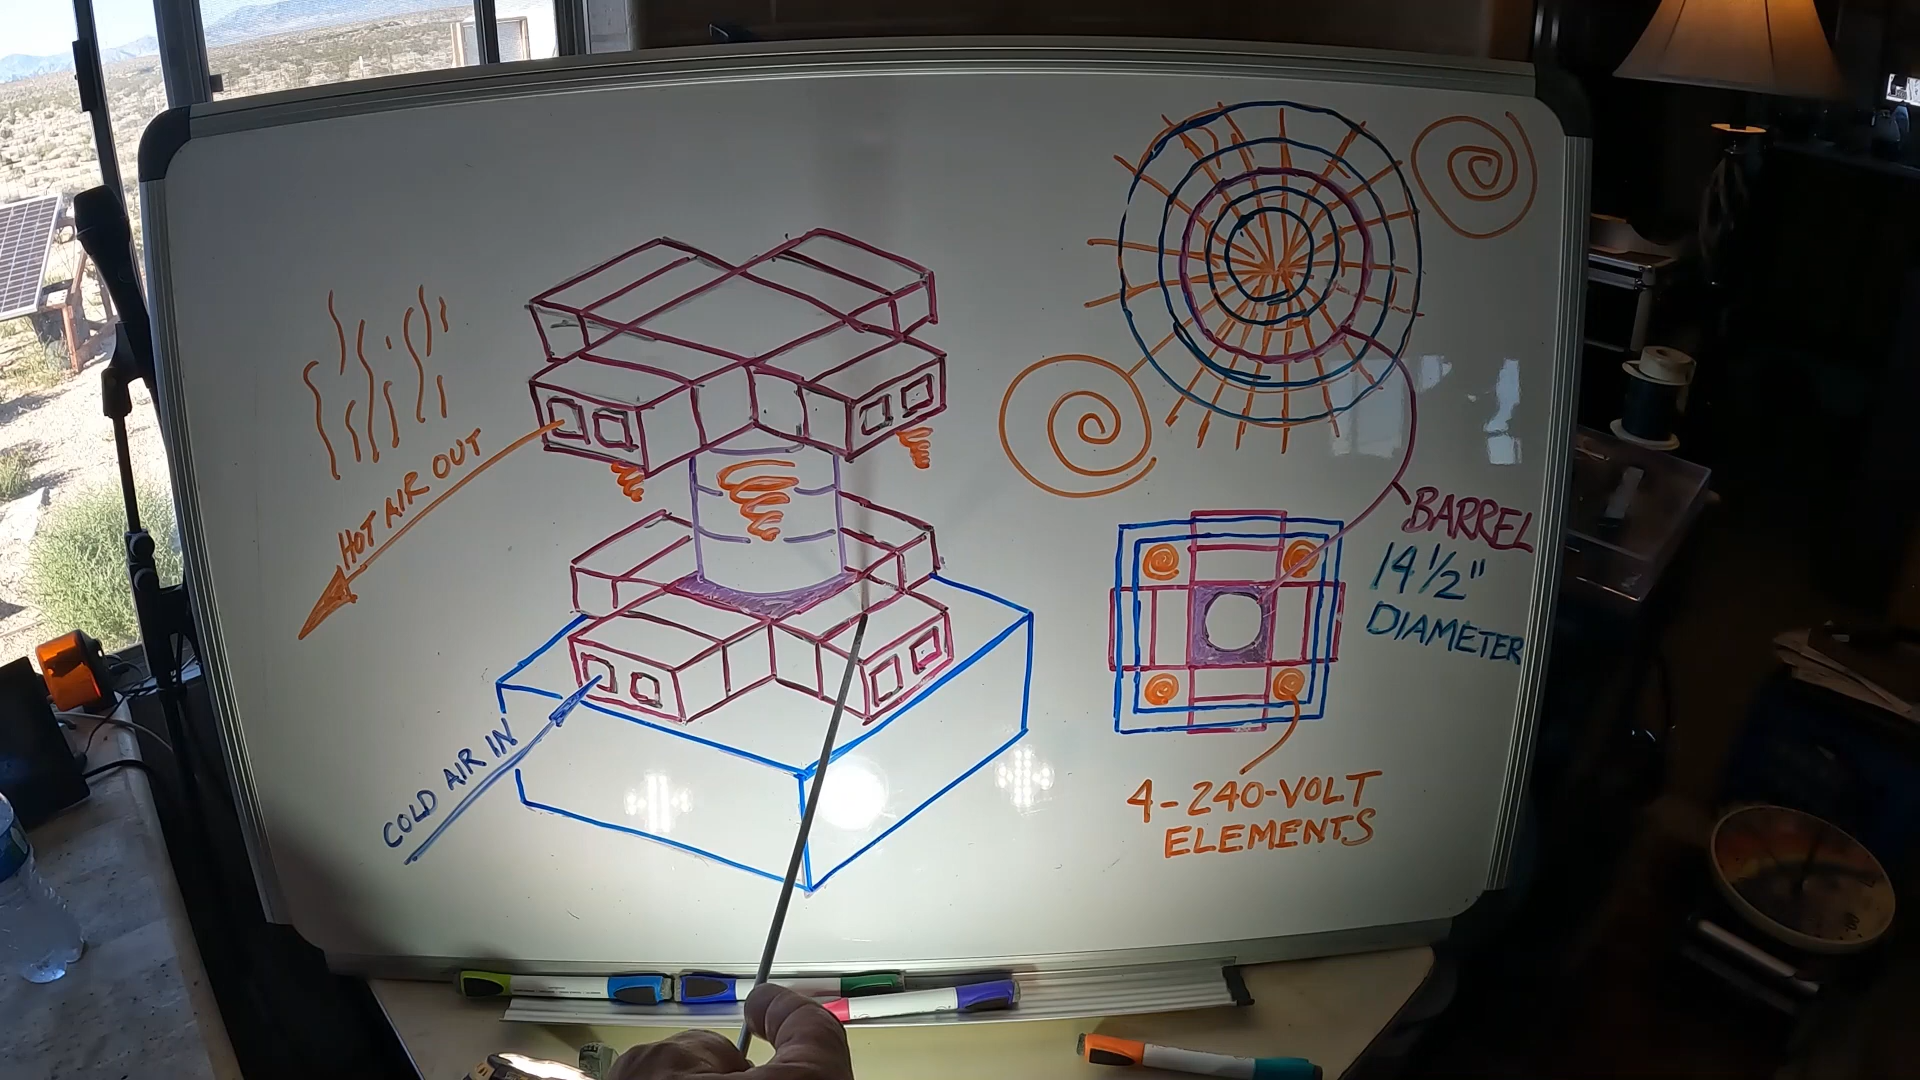 HOT AIR OUT
COLD AIR IN
BARREL
14 1/2"
DIAMETER
4-240-VOLT
ELEMENTS